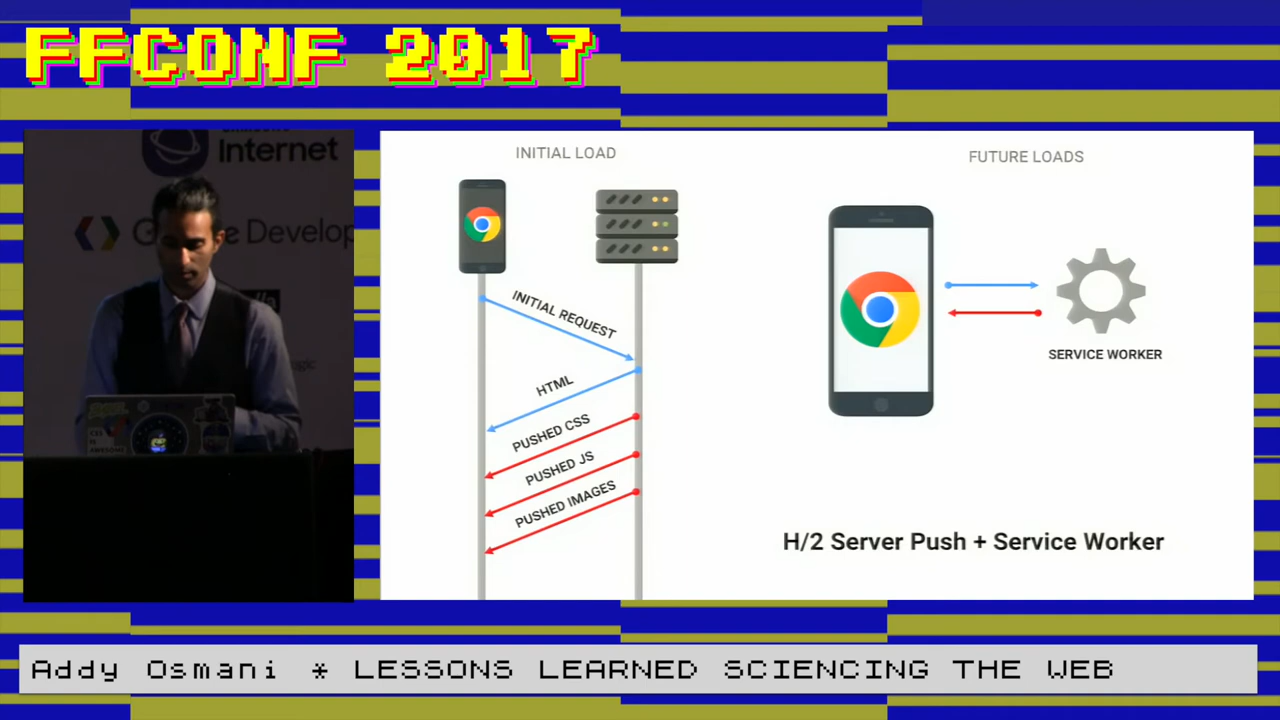 FFCONF 2017
Internet
Develop
INITIAL LOAD
FUTURE LOADS
INITIAL REQUEST
HTML
PUSHED CSS
PUSHED JS
PUSHED IMAGES
SERVICE WORKER
H/2 Server Push + Service Worker
Addy Osmani * LESSONS LEARNED SCIENCING THE WEB